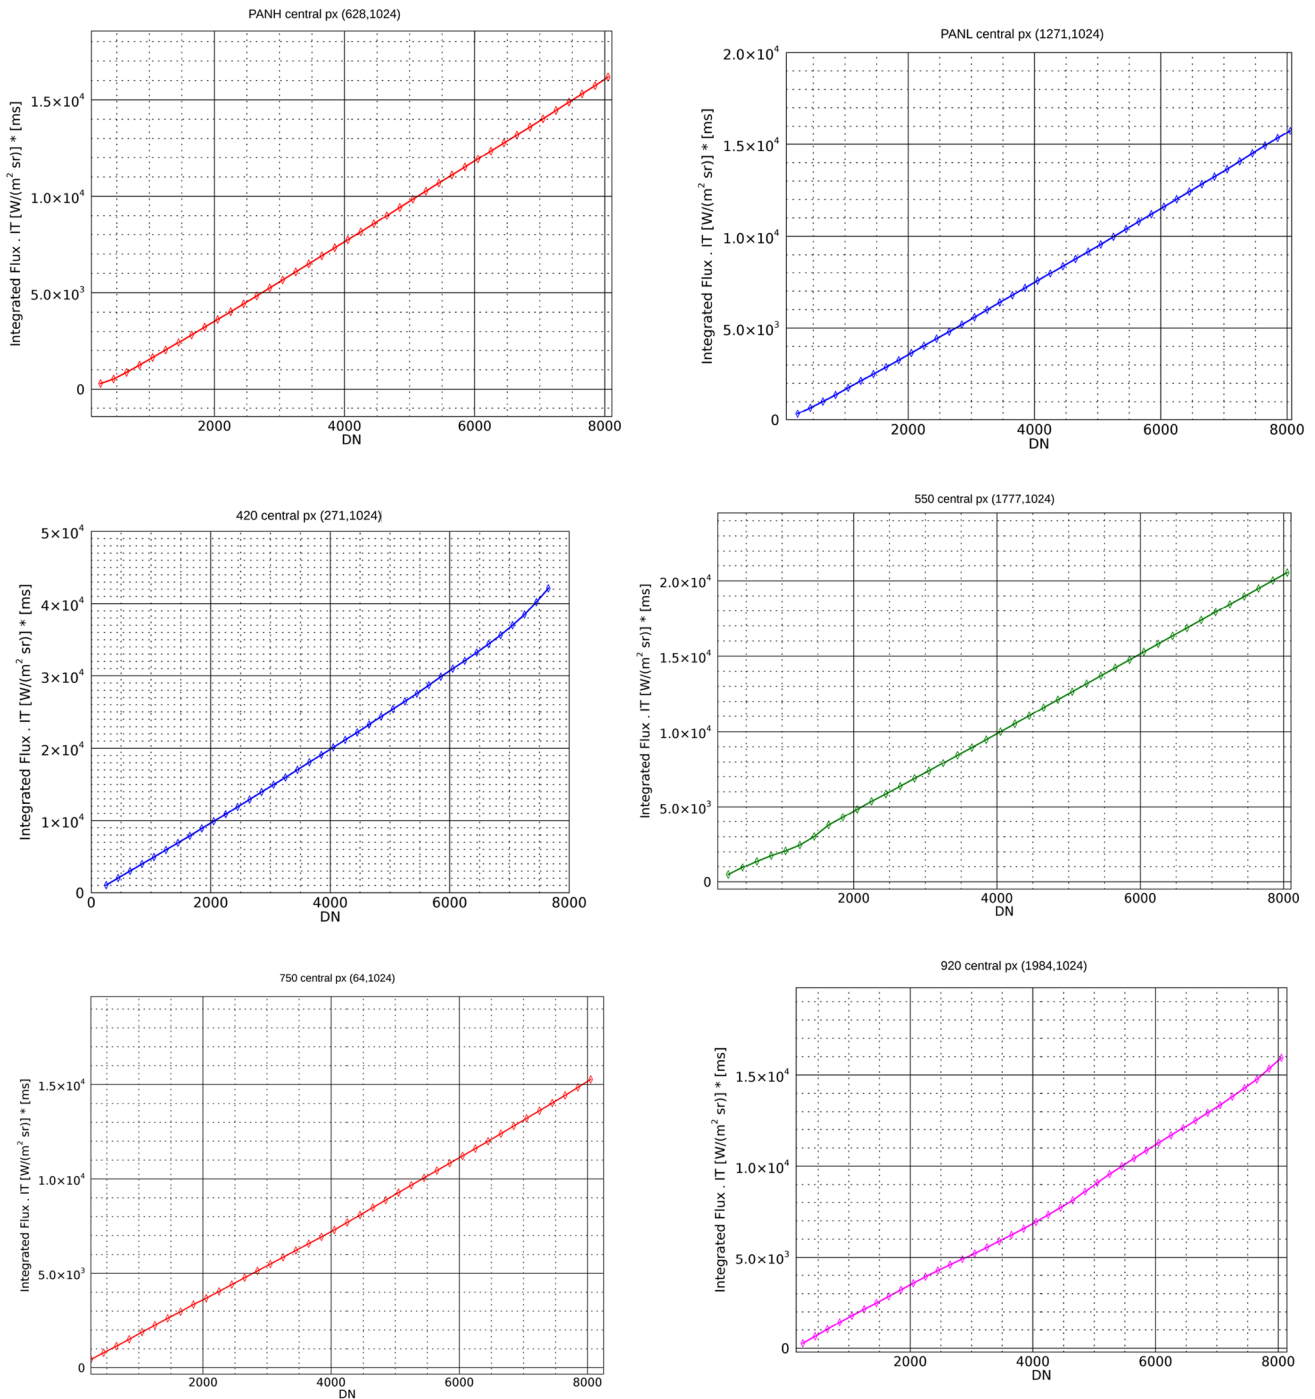 PANH central px (628,1024)
Integrated Flux . IT [W/(m² sr)] * [ms]
1.5×10⁴
1.0×10⁴
5.0×10³
0
2000 4000 6000 8000
DN
PANL central px (1271,1024)
Integrated Flux . IT [W/(m² sr)] * [ms]
2.0×10⁴
1.5×10⁴
1.0×10⁴
5.0×10³
0
2000 4000 6000 8000
DN
420 central px (271,1024)
Integrated Flux . IT [W/(m² sr)] * [ms]
5×10⁴
4×10⁴
3×10⁴
2×10⁴
1×10⁴
0
0 2000 4000 6000 8000
DN
550 central px (1777,1024)
Integrated Flux . IT [W/(m² sr)] * [ms]
2.0×10⁴
1.5×10⁴
1.0×10⁴
5.0×10³
0
2000 4000 6000 8000
DN
750 central px (64,1024)
Integrated Flux . IT [W/(m² sr)] * [ms]
1.5×10⁴
1.0×10⁴
5.0×10³
0
2000 4000 6000 8000
DN
920 central px (1984,1024)
Integrated Flux . IT [W/(m² sr)] * [ms]
1.5×10⁴
1.0×10⁴
5.0×10³
0
2000 4000 6000 8000
DN